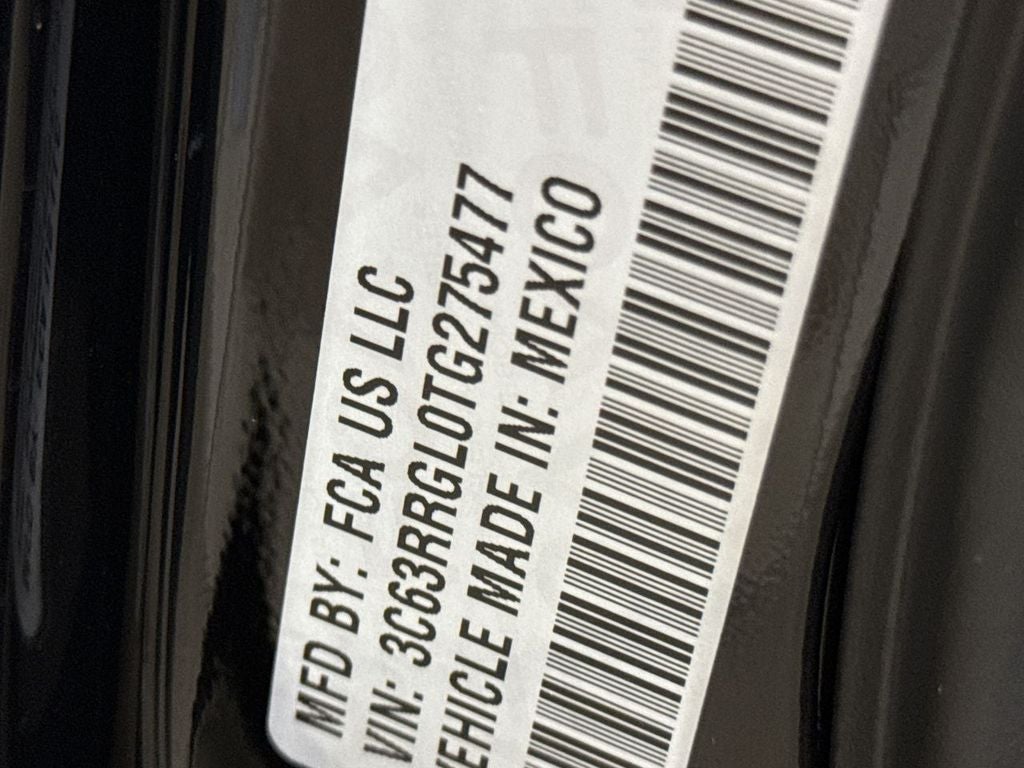 MFD BY: FCA US LLC
VIN: 3C63RRGL0TG275477
VEHICLE MADE IN: MEXICO